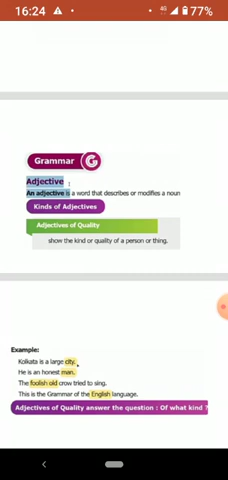 16:24
4G
77%
Grammar G
Adjective
An adjective is a word that describes or modifies a noun
Kinds of Adjectives
Adjectives of Quality
show the kind or quality of a person or thing.
Example:
Kolkata is a large city.
He is an honest man.
The foolish old crow tried to sing.
This is the Grammar of the English language.
Adjectives of Quality answer the question : Of what kind ?